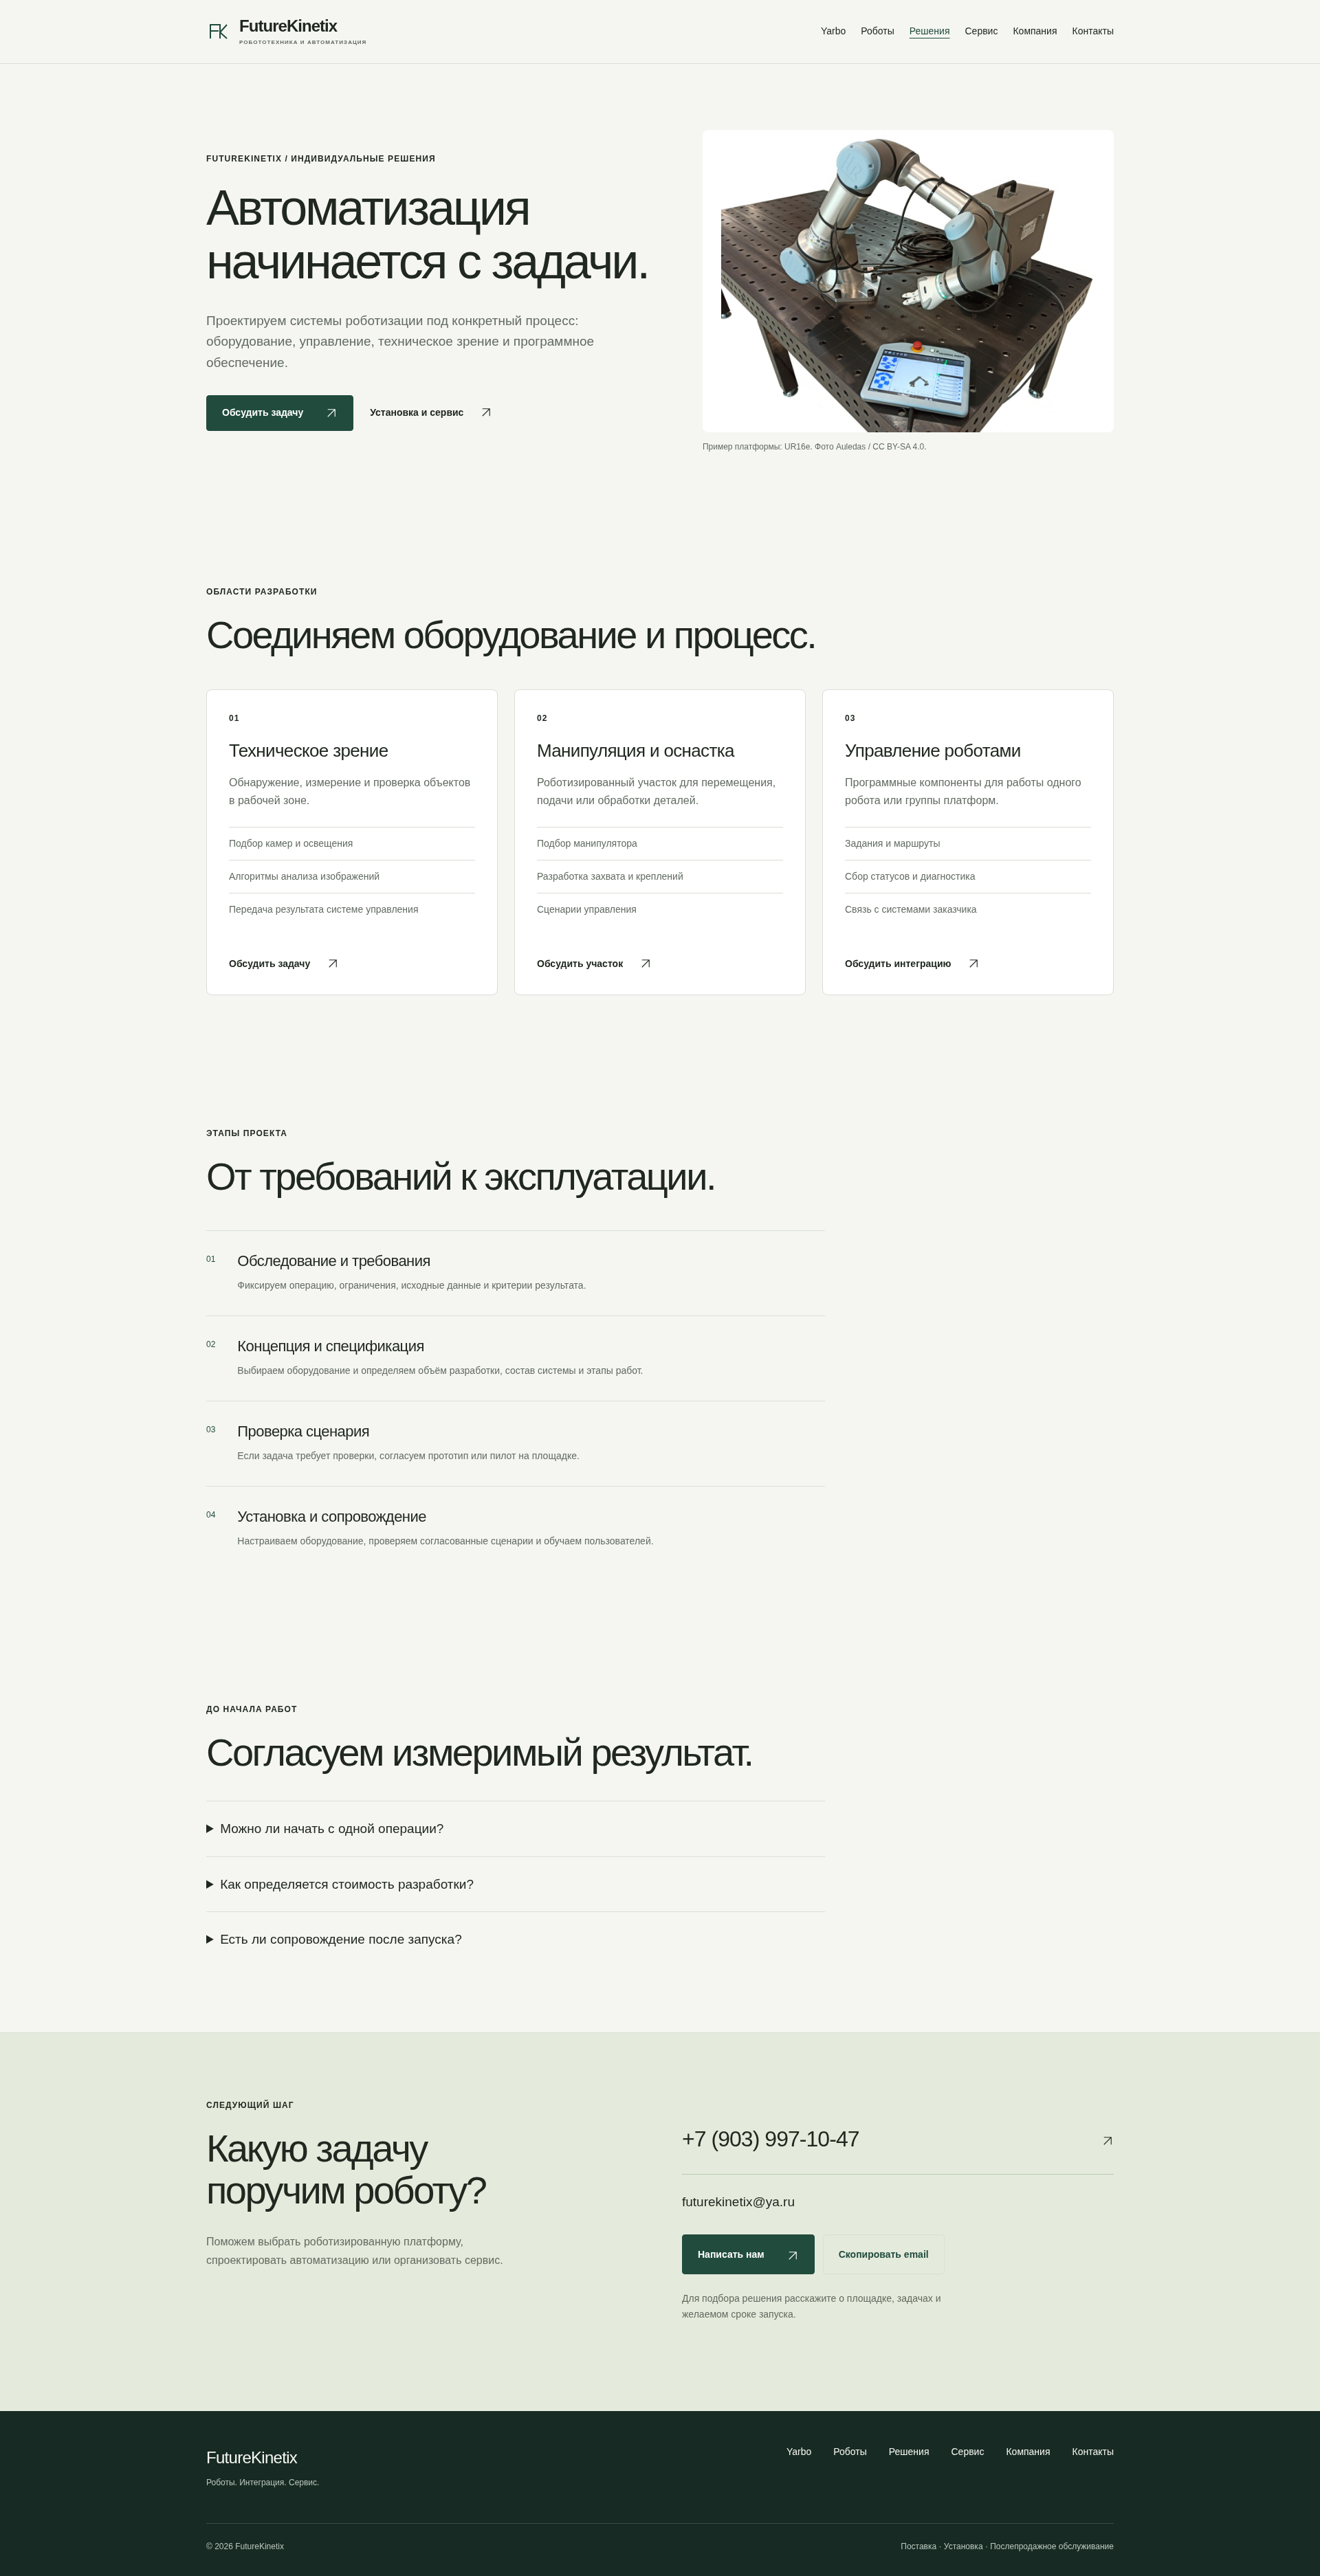 FutureKinetix
РОБОТОТЕХНИКА И АВТОМАТИЗАЦИЯ
Yarbo Роботы Решения Сервис Компания Контакты
FUTUREKINETIX / ИНДИВИДУАЛЬНЫЕ РЕШЕНИЯ
Автоматизация
начинается с задачи.
Проектируем системы роботизации под конкретный процесс:
оборудование, управление, техническое зрение и программное
обеспечение.
Обсудить задачу
Установка и сервис
Пример платформы: UR16e. Фото Auledas / CC BY-SA 4.0.
ОБЛАСТИ РАЗРАБОТКИ
Соединяем оборудование и процесс.
01
Техническое зрение
Обнаружение, измерение и проверка объектов
в рабочей зоне.
Подбор камер и освещения
Алгоритмы анализа изображений
Передача результата системе управления
Обсудить задачу
02
Манипуляция и оснастка
Роботизированный участок для перемещения,
подачи или обработки деталей.
Подбор манипулятора
Разработка захвата и креплений
Сценарии управления
Обсудить участок
03
Управление роботами
Программные компоненты для работы одного
робота или группы платформ.
Задания и маршруты
Сбор статусов и диагностика
Связь с системами заказчика
Обсудить интеграцию
ЭТАПЫ ПРОЕКТА
От требований к эксплуатации.
01
Обследование и требования
Фиксируем операцию, ограничения, исходные данные и критерии результата.
02
Концепция и спецификация
Выбираем оборудование и определяем объём разработки, состав системы и этапы работ.
03
Проверка сценария
Если задача требует проверки, согласуем прототип или пилот на площадке.
04
Установка и сопровождение
Настраиваем оборудование, проверяем согласованные сценарии и обучаем пользователей.
ДО НАЧАЛА РАБОТ
Согласуем измеримый результат.
Можно ли начать с одной операции?
Как определяется стоимость разработки?
Есть ли сопровождение после запуска?
СЛЕДУЮЩИЙ ШАГ
Какую задачу
поручим роботу?
Поможем выбрать роботизированную платформу,
спроектировать автоматизацию или организовать сервис.
+7 (903) 997-10-47
futurekinetix@ya.ru
Написать нам
Скопировать email
Для подбора решения расскажите о площадке, задачах и
желаемом сроке запуска.
FutureKinetix
Роботы. Интеграция. Сервис.
Yarbo Роботы Решения Сервис Компания Контакты
© 2026 FutureKinetix
Поставка · Установка · Послепродажное обслуживание